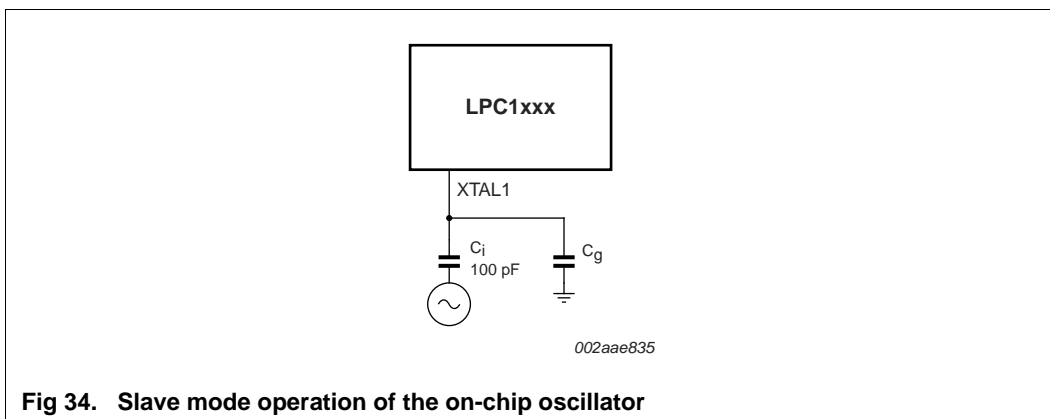 LPC1xxx
XTAL1
Ci
100 pF
Cg
002aae835
Fig 34. Slave mode operation of the on-chip oscillator